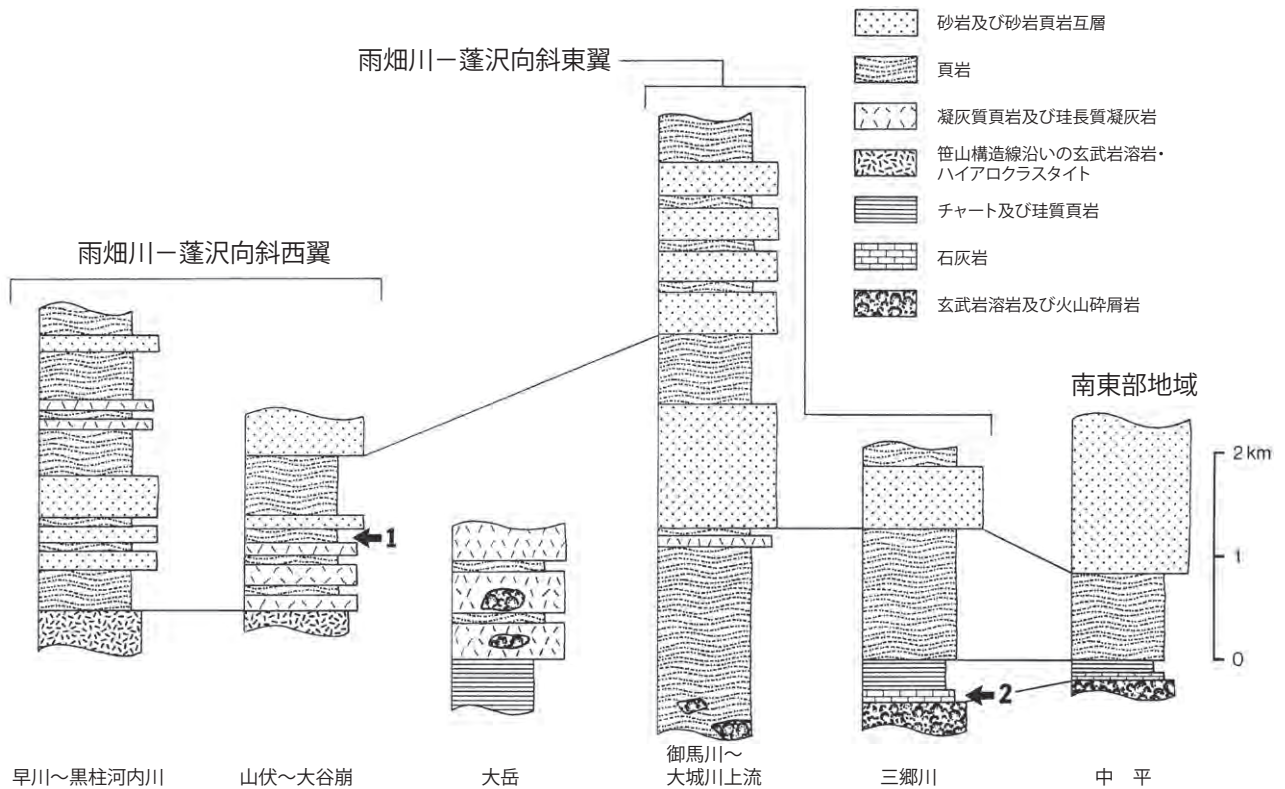 砂岩及び砂岩頁岩互層
頁岩
凝灰質頁岩及び珪長質凝灰岩
笹山構造線沿いの玄武岩溶岩・
ハイアロクラスタイト
チャート及び珪質頁岩
石灰岩
玄武岩溶岩及び火山砕屑岩
雨畑川－蓬沢向斜東翼
雨畑川－蓬沢向斜西翼
南東部地域
2 km
1
0
1
2
早川～黒桂河内川
山伏～大谷崩
大岳
御馬川～
大城川上流
三郷川
中　平